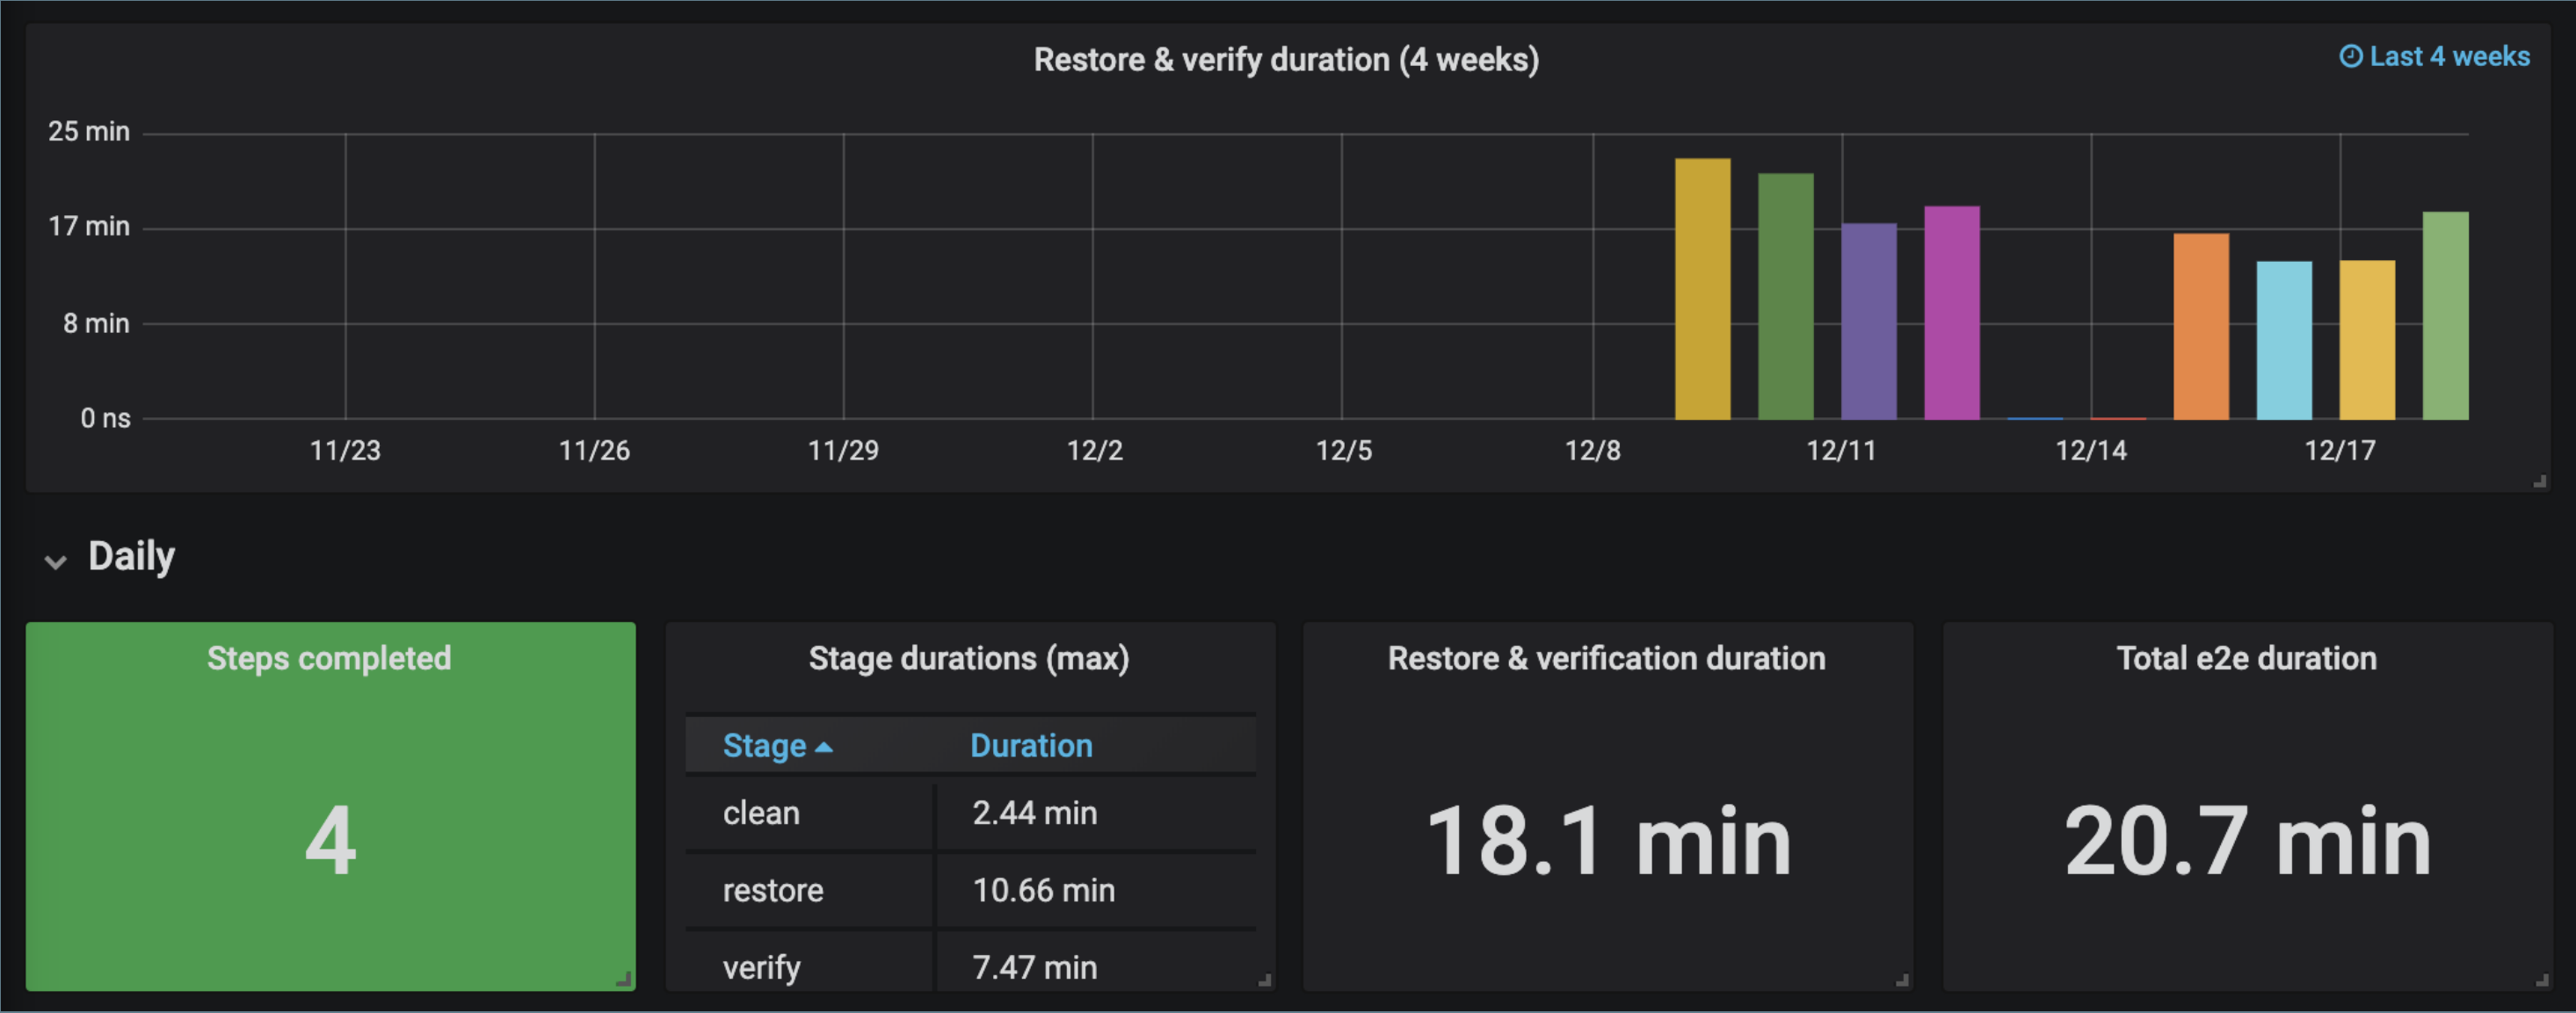 Restore & verify duration (4 weeks)
Last 4 weeks
25 min
17 min
8 min
0 ns
11/23 11/26 11/29 12/2 12/5 12/8 12/11 12/14 12/17
Daily
Steps completed
4
Stage durations (max)
Stage Duration
clean 2.44 min
restore 10.66 min
verify 7.47 min
Restore & verification duration
18.1 min
Total e2e duration
20.7 min